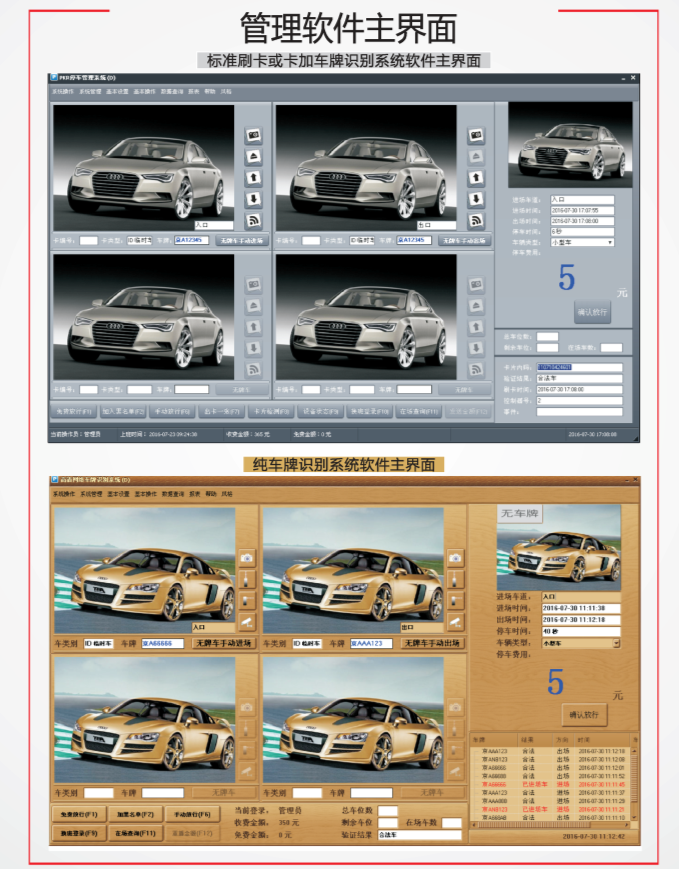 管理软件主界面
标准刷卡或卡加车牌识别系统软件主界面
停车管理系统(D)
系统操作 系统管理 基本设置 基本操作 数据查询 报表 帮助 风格
入口
出口
卡编号: 卡类型: ID临时车 车牌: 京A12345 无牌车手动进场
卡编号: 卡类型: ID临时车 车牌: 京A12345 无牌车手动出场
进场车道: 入口
进场时间: 2016-07-30 17:07:55
出场时间: 2016-07-30 17:08:00
停车时间: 6秒
车辆类型: 小型车
停车费用:
5
元
确认放行
总车位数:
剩余车位: 在场车数:
卡片内码:
验证结果: 合法车
刷卡时间: 2016-07-30 17:08:00
控制器号: 2
事件:
卡编号: 卡类型: 车牌: 无牌车
卡编号: 卡类型: 车牌: 无牌车
免费放行(F1) 加入黑名单(F2) 手动放行(F6) 出卡一张(F7) 卡片检测(F8) 设备状态(F9) 换班登录(F10) 在场查询(F11)
当前操作员:管理员 上班时间: 2016-07-23 09:24:30 收费金额:365 元 免费金额:0 元 2016-07-30 17:08:08
纯车牌识别系统软件主界面
高清网络车牌识别系统(D)
系统操作 系统管理 基本设置 基本操作 数据查询 报表 帮助 风格
无车牌
入口
出口
车类别 ID 临时车 车牌 京A66666 无牌车手动进场
车类别 ID 临时车 车牌 京AAA123 无牌车手动出场
进场车道: 入口
进场时间: 2016-07-30 11:11:38
出场时间: 2016-07-30 11:12:18
停车时间: 40 秒
车辆类型: 小型车
停车费用:
5
元
确认放行
车牌 结果 方向 时间
京AAA123 合法 出场 2016-07-30 11:12:18
京ANB123 合法 出场 2016-07-30 11:12:08
京A66666 合法 出场 2016-07-30 11:12:01
京A66666 合法 出场 2016-07-30 11:11:52
京A66666 已进场车 进场 2016-07-30 11:11:45
京AAA123 合法 进场 2016-07-30 11:11:37
京AAA888 合法 进场 2016-07-30 11:11:29
京ANB123 已进场车 进场 2016-07-30 11:11:21
合法 出场 2016-07-30 11:11:13
车类别 车牌 无牌车
车类别 车牌 无牌车
免费放行(F1) 加黑名单(F2) 手动放行(F6)
换班登录(F9) 在场查询(F11)
当前登录: 管理员 总车位数
收费金额: 350 元 剩余车位 在场车数
免费金额: 0 元 验证结果 合法车
2016-07-30 11:12:42